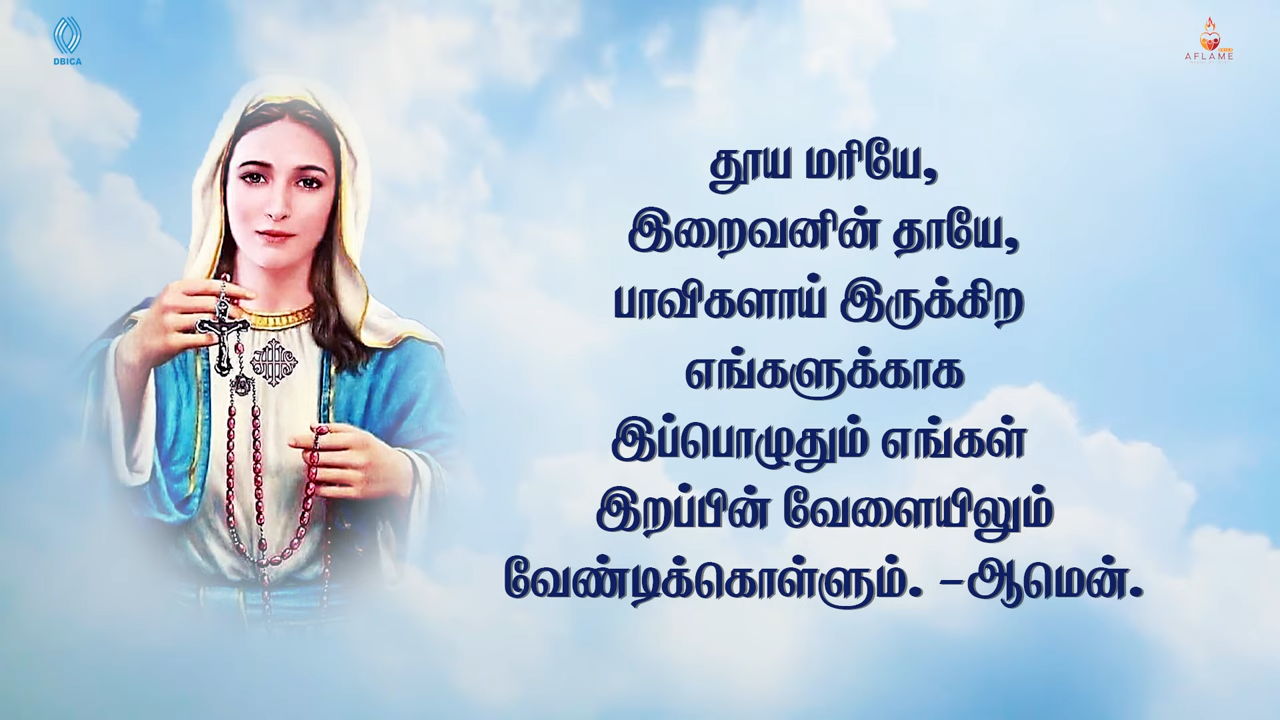 DBICA
AFLAME
தூய மரியே,
இறைவனின் தாயே,
பாவிகளாய் இருக்கிற
எங்களுக்காக
இப்பொழுதும் எங்கள்
இறப்பின் வேளையிலும்
வேண்டிக்கொள்ளும். -ஆமென்.